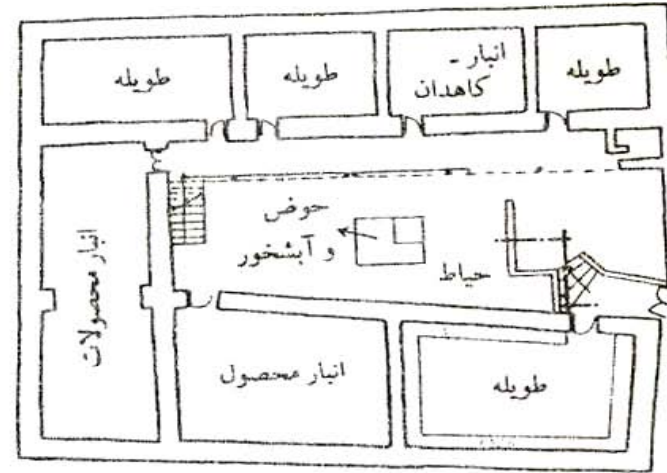 طویله
انبار -
کاهدان
طویله
طویله
حوض
و آبشخور
حیاط
انبار محصولات
انبار محصول
طویله